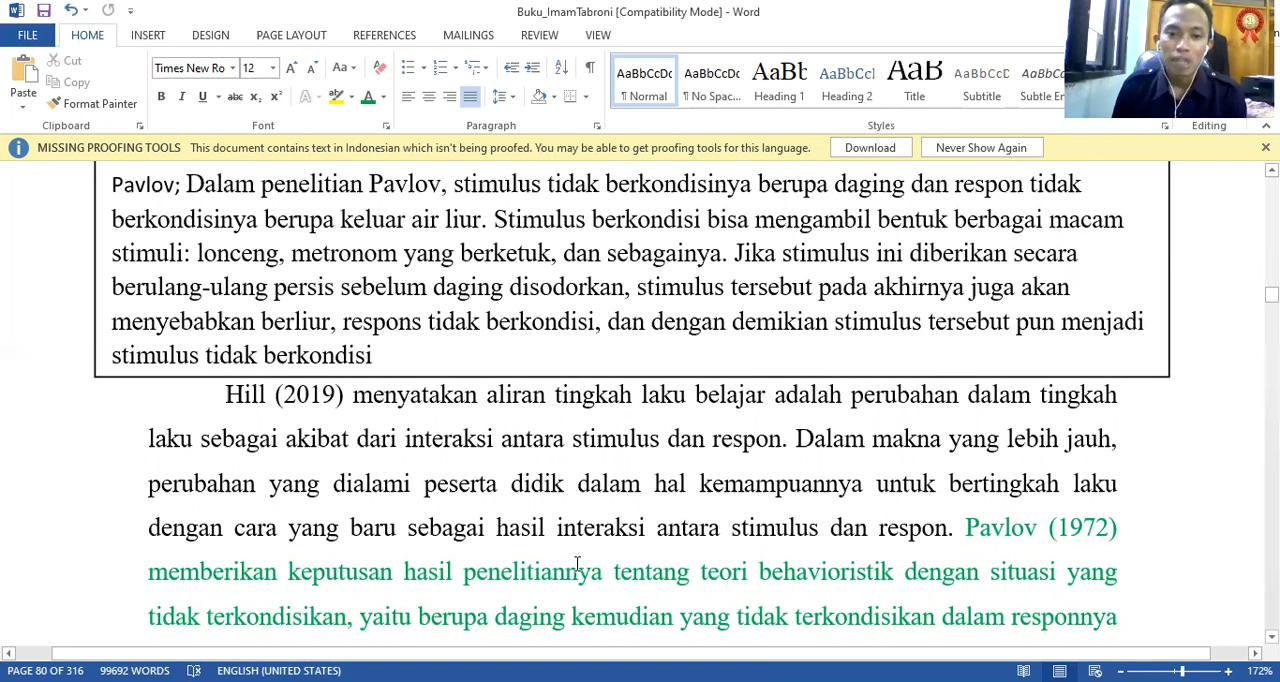 Buku_ImamTabroni [Compatibility Mode] - Word
FILE HOME INSERT DESIGN PAGE LAYOUT REFERENCES MAILINGS REVIEW VIEW
Cut
Copy
Format Painter
Paste
Times New Ro 12
AaBbCcDc AaBbCcDc AaBb AaBbCcl AaB AaBbCcDc AaBbCcDc
¶ Normal ¶ No Spac... Heading 1 Heading 2 Title Subtitle Subtle Em
Clipboard Font Paragraph Styles Editing
MISSING PROOFING TOOLS This document contains text in Indonesian which isn't being proofed. You may be able to get proofing tools for this language. Download Never Show Again
Pavlov; Dalam penelitian Pavlov, stimulus tidak berkondisinya berupa daging dan respon tidak
berkondisinya berupa keluar air liur. Stimulus berkondisi bisa mengambil bentuk berbagai macam
stimuli: lonceng, metronom yang berketuk, dan sebagainya. Jika stimulus ini diberikan secara
berulang-ulang persis sebelum daging disodorkan, stimulus tersebut pada akhirnya juga akan
menyebabkan berliur, respons tidak berkondisi, dan dengan demikian stimulus tersebut pun menjadi
stimulus tidak berkondisi
Hill (2019) menyatakan aliran tingkah laku belajar adalah perubahan dalam tingkah
laku sebagai akibat dari interaksi antara stimulus dan respon. Dalam makna yang lebih jauh,
perubahan yang dialami peserta didik dalam hal kemampuannya untuk bertingkah laku
dengan cara yang baru sebagai hasil interaksi antara stimulus dan respon. Pavlov (1972)
memberikan keputusan hasil penelitiannya tentang teori behavioristik dengan situasi yang
tidak terkondisikan, yaitu berupa daging kemudian yang tidak terkondisikan dalam responnya
PAGE 80 OF 316 99692 WORDS ENGLISH (UNITED STATES) 172%